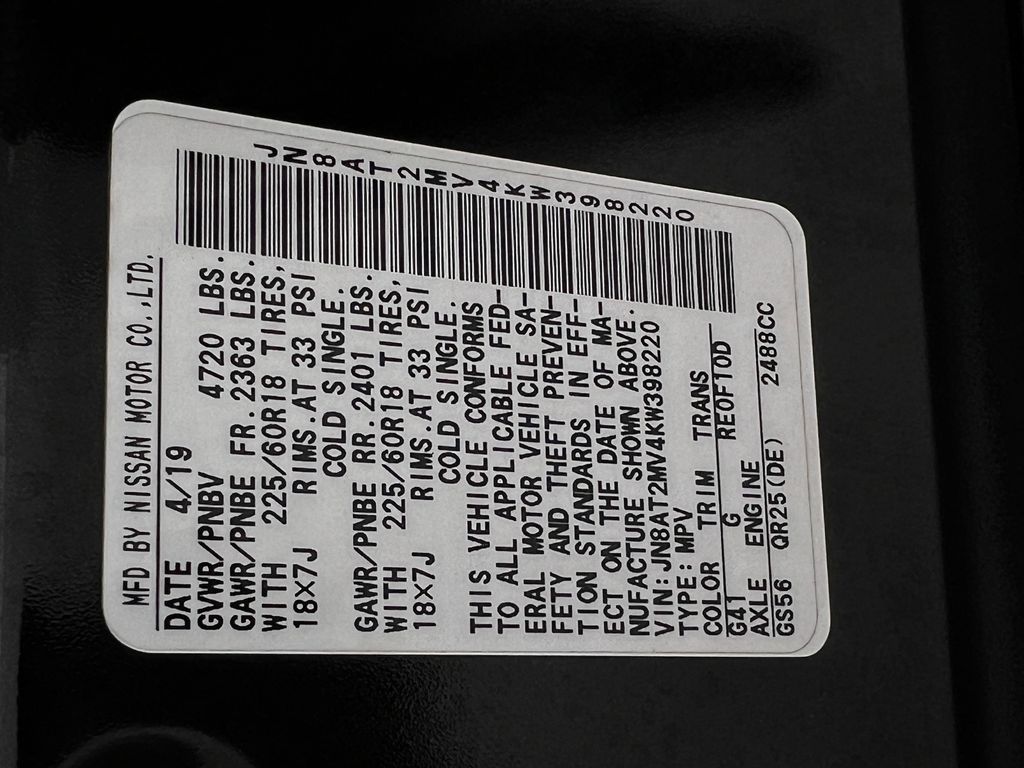 MFD BY NISSAN MOTOR CO.,LTD.
DATE 4/19
GVWR/PNBV 4720 LBS.
GAWR/PNBE FR.2363 LBS.
WITH 225/60R18 TIRES,
18×7J RIMS.AT 33 PSI
COLD SINGLE.
GAWR/PNBE RR.2401 LBS.
WITH 225/60R18 TIRES,
18×7J RIMS.AT 33 PSI
COLD SINGLE.
THIS VEHICLE CONFORMS
TO ALL APPLICABLE FED-
ERAL MOTOR VEHICLE SA-
FETY AND THEFT PREVEN-
TION STANDARDS IN EFF-
ECT ON THE DATE OF MA-
NUFACTURE SHOWN ABOVE.
VIN:JN8AT2MV4KW398220
TYPE:MPV
COLOR TRIM TRANS
G41 G RE0F10D
AXLE ENGINE
GS56 QR25(DE) 2488CC
JN8AT2MV4KW398220